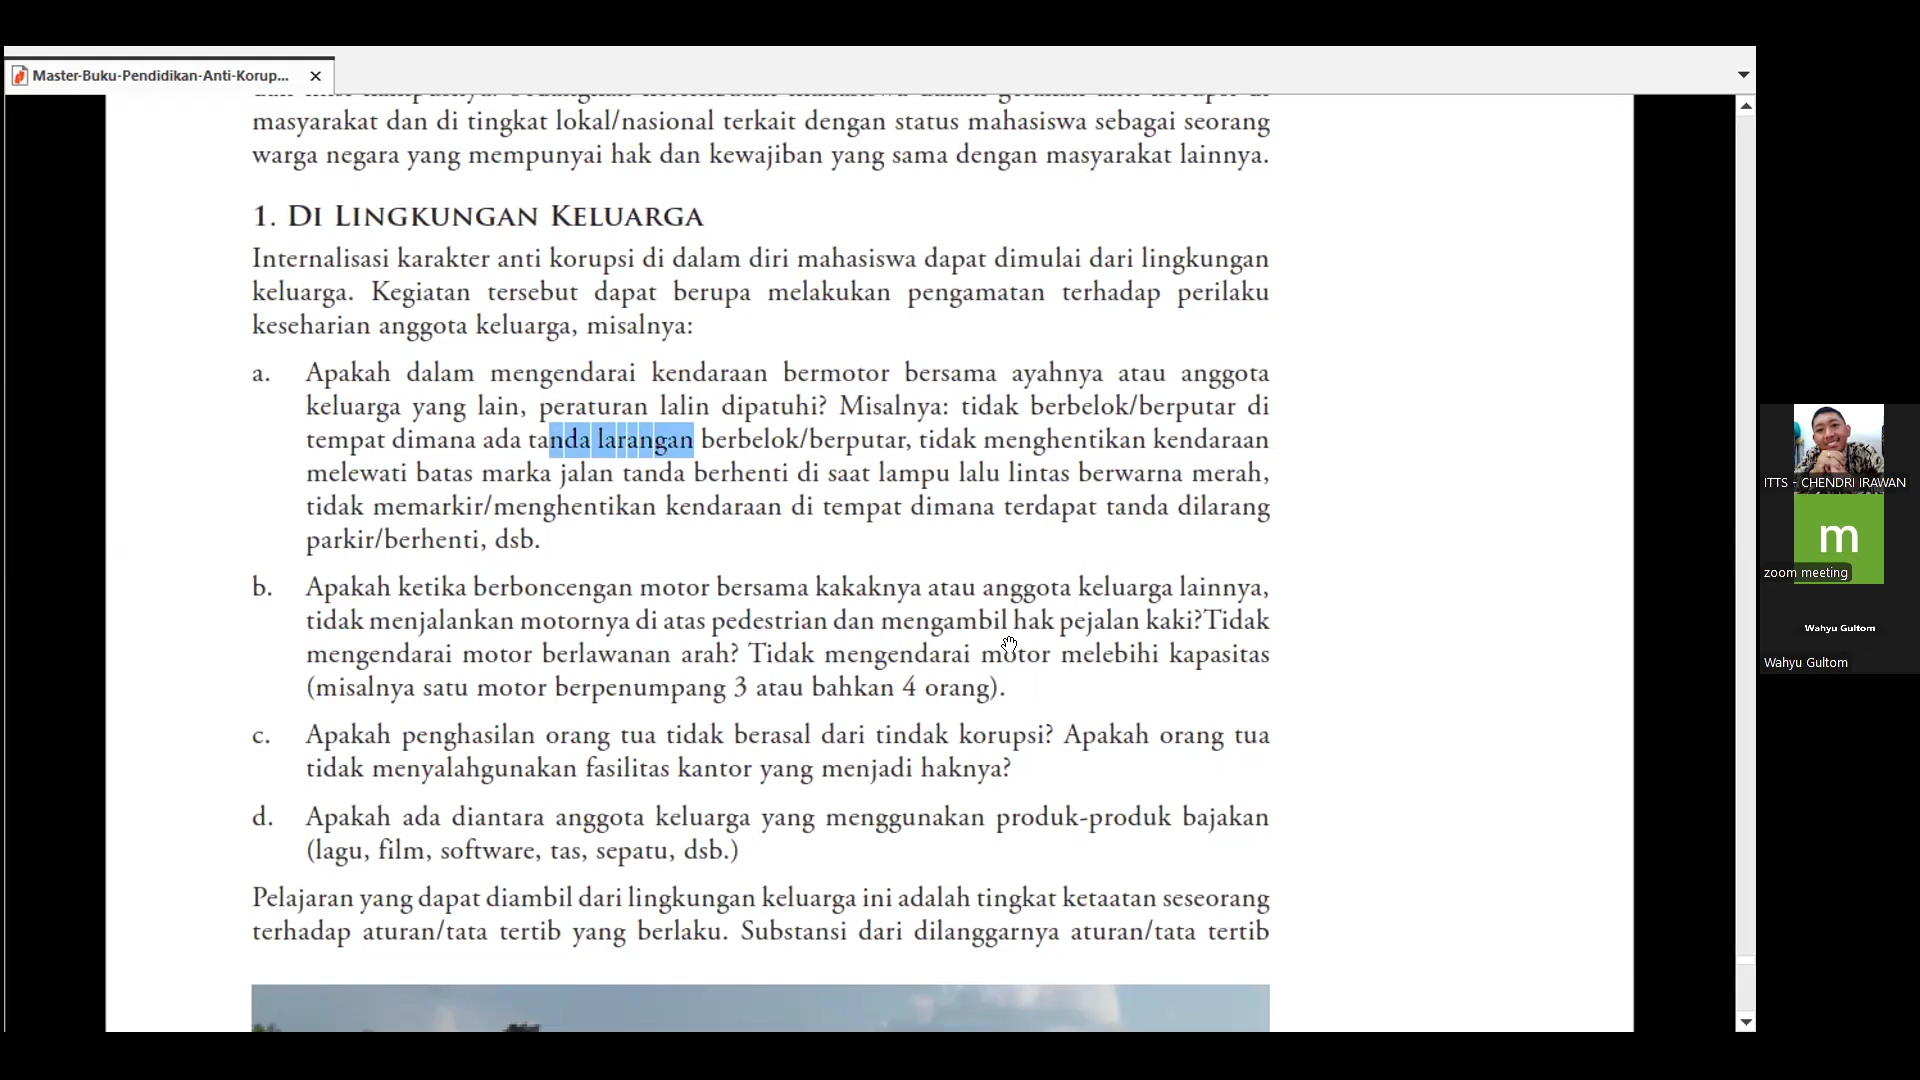 Master-Buku-Pendidikan-Anti-Korup...
masyarakat dan di tingkat lokal/nasional terkait dengan status mahasiswa sebagai seorang
warga negara yang mempunyai hak dan kewajiban yang sama dengan masyarakat lainnya.
1. Di Lingkungan Keluarga
Internalisasi karakter anti korupsi di dalam diri mahasiswa dapat dimulai dari lingkungan
keluarga. Kegiatan tersebut dapat berupa melakukan pengamatan terhadap perilaku
keseharian anggota keluarga, misalnya:
a. Apakah dalam mengendarai kendaraan bermotor bersama ayahnya atau anggota
keluarga yang lain, peraturan lalin dipatuhi? Misalnya: tidak berbelok/berputar di
tempat dimana ada tanda larangan berbelok/berputar, tidak menghentikan kendaraan
melewati batas marka jalan tanda berhenti di saat lampu lalu lintas berwarna merah,
tidak memarkir/menghentikan kendaraan di tempat dimana terdapat tanda dilarang
parkir/berhenti, dsb.
b. Apakah ketika berboncengan motor bersama kakaknya atau anggota keluarga lainnya,
tidak menjalankan motornya di atas pedestrian dan mengambil hak pejalan kaki?Tidak
mengendarai motor berlawanan arah? Tidak mengendarai motor melebihi kapasitas
(misalnya satu motor berpenumpang 3 atau bahkan 4 orang).
c. Apakah penghasilan orang tua tidak berasal dari tindak korupsi? Apakah orang tua
tidak menyalahgunakan fasilitas kantor yang menjadi haknya?
d. Apakah ada diantara anggota keluarga yang menggunakan produk-produk bajakan
(lagu, film, software, tas, sepatu, dsb.)
Pelajaran yang dapat diambil dari lingkungan keluarga ini adalah tingkat ketaatan seseorang
terhadap aturan/tata tertib yang berlaku. Substansi dari dilanggarnya aturan/tata tertib
ITTS - CHENDRI IRAWAN
m
zoom meeting
Wahyu Gultom
Wahyu Gultom